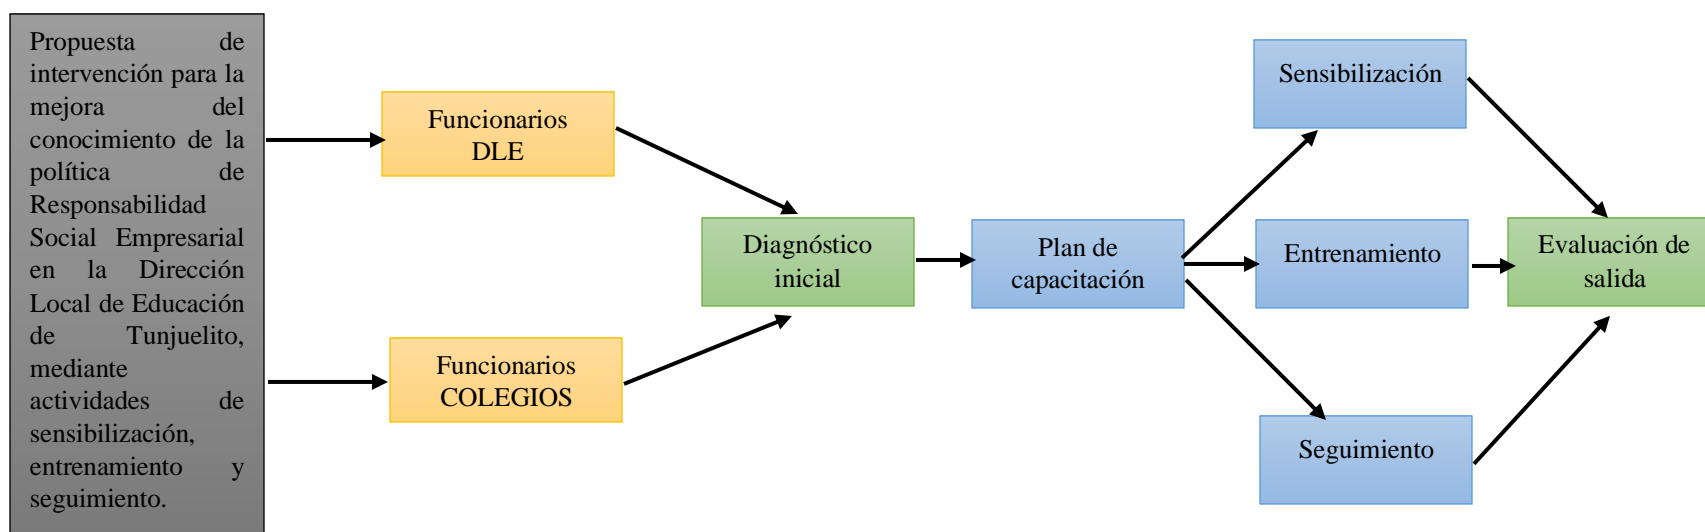 Propuesta de
intervención para la
mejora del
conocimiento de la
política de
Responsabilidad
Social Empresarial
en la Dirección
Local de Educación
de Tunjuelito,
mediante
actividades de
sensibilización,
entrenamiento y
seguimiento.
Funcionarios
DLE
Funcionarios
COLEGIOS
Diagnóstico
inicial
Plan de
capacitación
Sensibilización
Entrenamiento
Seguimiento
Evaluación de
salida